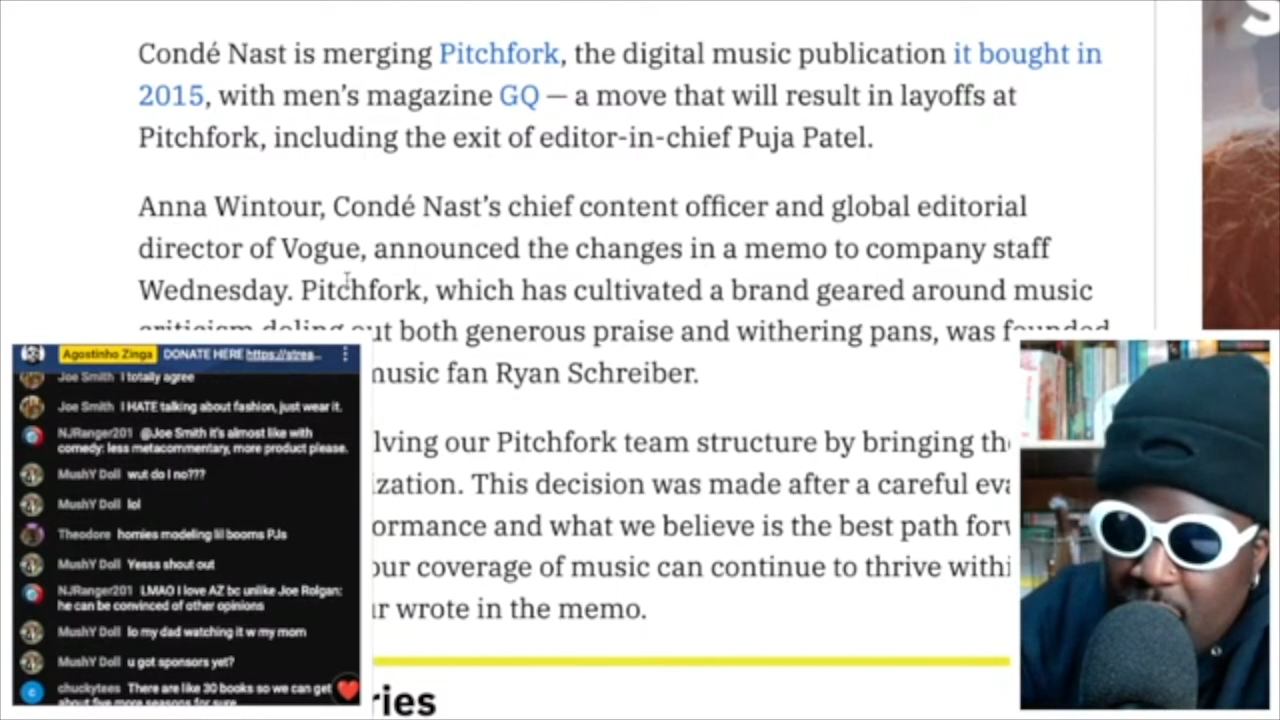 Condé Nast is merging Pitchfork, the digital music publication it bought in
2015, with men's magazine GQ — a move that will result in layoffs at
Pitchfork, including the exit of editor-in-chief Puja Patel.
Anna Wintour, Condé Nast's chief content officer and global editorial
director of Vogue, announced the changes in a memo to company staff
Wednesday. Pitchfork, which has cultivated a brand geared around music
criticism doling out both generous praise and withering pans, was founded
music fan Ryan Schreiber.
lving our Pitchfork team structure by bringing the
ization. This decision was made after a careful eva
ormance and what we believe is the best path forw
our coverage of music can continue to thrive withi
r wrote in the memo.
ries
Agostinho Zinga DONATE HERE https://strea...
Joe Smith I totally agree
Joe Smith I HATE talking about fashion, just wear it.
NJRanger201 @Joe Smith it's almost like with
comedy: less metacommentary, more product please.
MushY Doll wut do I no???
MushY Doll lol
Theodore homies modeling lil booms PJs
MushY Doll Yesss shout out
NJRanger201 LMAO I love AZ bc unlike Joe Rolgan:
he can be convinced of other opinions
MushY Doll lo my dad watching it w my mom
MushY Doll u got sponsors yet?
chuckytees There are like 30 books so we can get
about five more seasons for sure